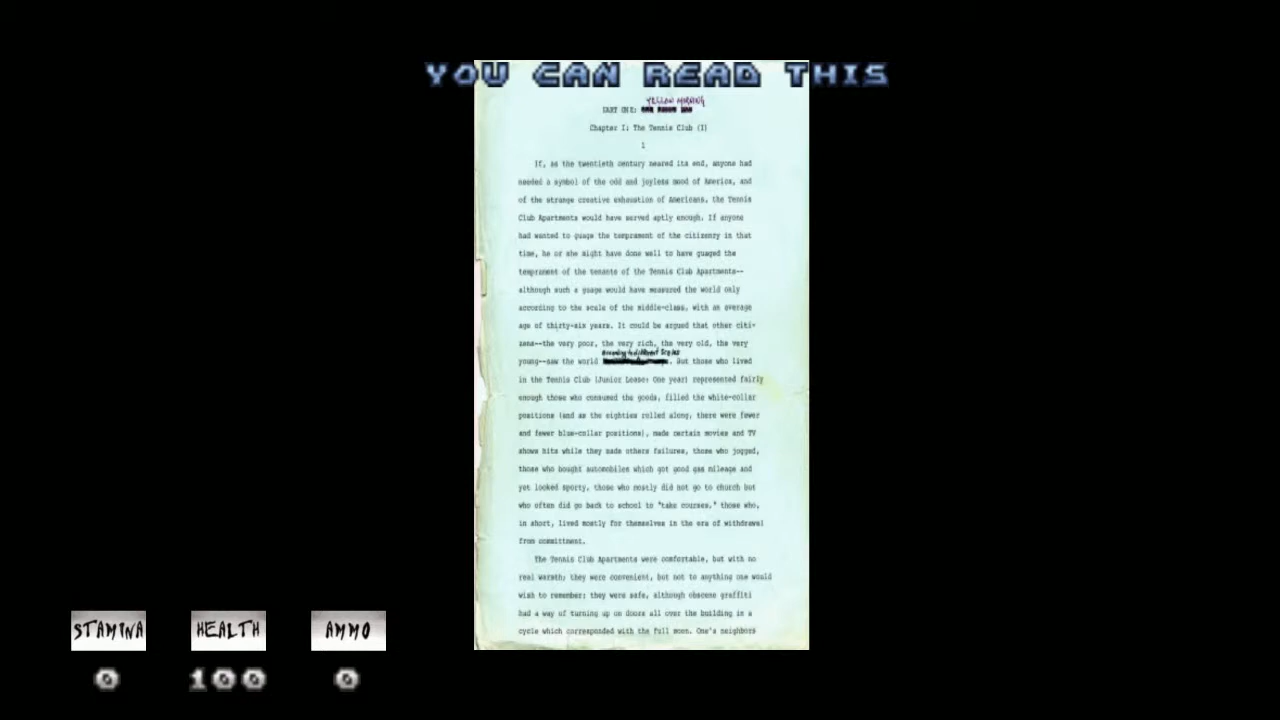 YOU CAN READ THIS
YELLOW MORNING
PART ONE:
Chapter I: The Tennis Club (I)
1
If, as the twentieth century neared its end, anyone had
needed a symbol of the odd and joyless mood of America, and
of the strange creative exhaustion of Americans, the Tennis
Club Apartments would have served aptly enough. If anyone
had wanted to guage the temprament of the citizenry in that
time, he or she might have done well to have guaged the
temprament of the tenants of the Tennis Club Apartments--
although such a guage would have measured the world only
according to the scale of the middle-class, with an average
age of thirty-six years. It could be argued that other citi-
zens--the very poor, the very rich, the very old, the very
according to different scales
young--saw the world . But those who lived
in the Tennis Club (Junior Lease: One year) represented fairly
enough those who consumed the goods, filled the white-collar
positions (and as the eighties rolled along, there were fewer
and fewer blue-collar positions), made certain movies and TV
shows hits while they made others failures, those who jogged,
those who bought automobiles which got good gas mileage and
yet looked sporty, those who mostly did not go to church but
who often did go back to school to "take courses," those who,
in short, lived mostly for themselves in the era of withdrawal
from committment.
The Tennis Club Apartments were comfortable, but with no
real warmth; they were convenient, but not to anything one would
wish to remember; they were safe, although obscene graffiti
had a way of turning up on doors all over the building in a
cycle which corresponded with the full moon. One's neighbors
STAMINA HEALTH AMMO
0 100 0